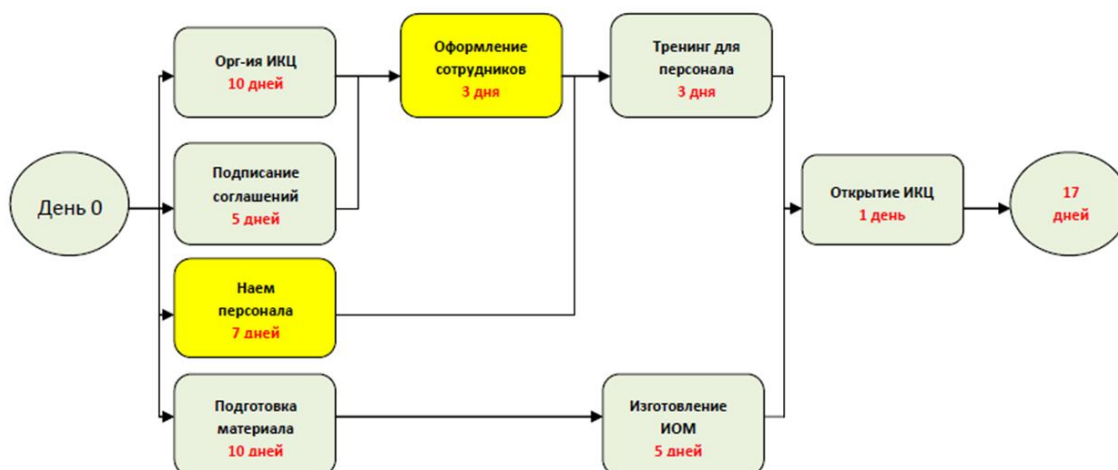 День 0
Орг-ия ИКЦ
10 дней
Подписание
соглашений
5 дней
Наем
персонала
7 дней
Подготовка
материала
10 дней
Оформление
сотрудников
3 дня
Тренинг для
персонала
3 дня
Изготовление
ИОМ
5 дней
Открытие ИКЦ
1 день
17
дней